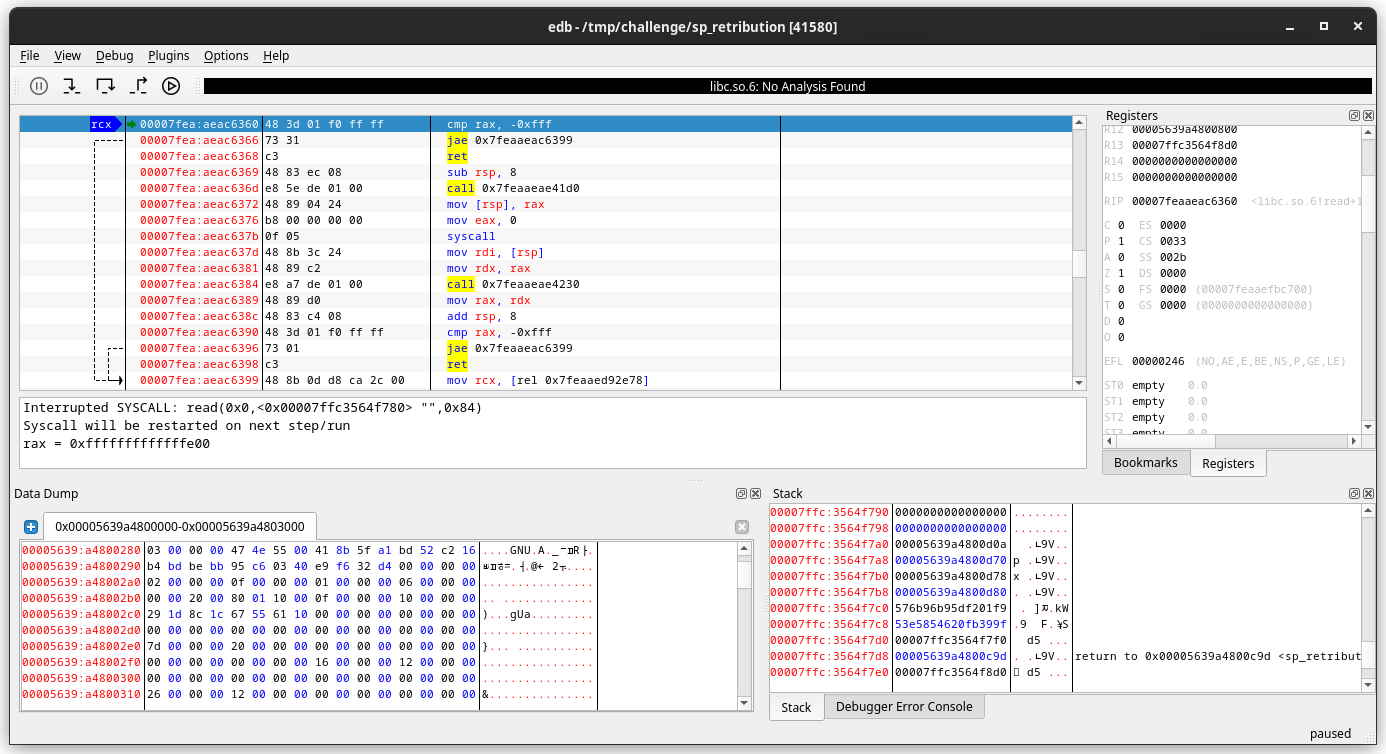 edb - /tmp/challenge/sp_retribution [41580]
File View Debug Plugins Options Help
libc.so.6: No Analysis Found
rcx 00007fea:aeac6360 48 3d 01 f0 ff ff cmp rax, -0xfff
00007fea:aeac6366 73 31 jae 0x7feaaeac6399
00007fea:aeac6368 c3 ret
00007fea:aeac6369 48 83 ec 08 sub rsp, 8
00007fea:aeac636d e8 5e de 01 00 call 0x7feaaeae41d0
00007fea:aeac6372 48 89 04 24 mov [rsp], rax
00007fea:aeac6376 b8 00 00 00 00 mov eax, 0
00007fea:aeac637b 0f 05 syscall
00007fea:aeac637d 48 8b 3c 24 mov rdi, [rsp]
00007fea:aeac6381 48 89 c2 mov rdx, rax
00007fea:aeac6384 e8 a7 de 01 00 call 0x7feaaeae4230
00007fea:aeac6389 48 89 d0 mov rax, rdx
00007fea:aeac638c 48 83 c4 08 add rsp, 8
00007fea:aeac6390 48 3d 01 f0 ff ff cmp rax, -0xfff
00007fea:aeac6396 73 01 jae 0x7feaaeac6399
00007fea:aeac6398 c3 ret
00007fea:aeac6399 48 8b 0d d8 ca 2c 00 mov rcx, [rel 0x7feaaed92e78]
Interrupted SYSCALL: read(0x0,<0x00007ffc3564f780> "",0x84)
Syscall will be restarted on next step/run
rax = 0xfffffffffffffe00
Registers
R12 00005639a4800800
R13 00007ffc3564f8d0
R14 0000000000000000
R15 0000000000000000
RIP 00007feaaeac6360 <libc.so.6!read+1
C 0 ES 0000
P 1 CS 0033
A 0 SS 002b
Z 1 DS 0000
S 0 FS 0000 (00007feaaefbc700)
T 0 GS 0000 (0000000000000000)
D 0
O 0
EFL 00000246 (NO,AE,E,BE,NS,P,GE,LE)
ST0 empty 0.0
ST1 empty 0.0
ST2 empty 0.0
ST3 empty 0.0
Bookmarks Registers
Data Dump
0x00005639a4800000-0x00005639a4803000
00005639:a4800280 03 00 00 00 47 4e 55 00 41 8b 5f a1 bd 52 c2 16
00005639:a4800290 b4 bd be bb 95 c6 03 40 e9 f6 32 d4 00 00 00 00
00005639:a48002a0 02 00 00 00 0f 00 00 00 01 00 00 00 06 00 00 00 ................
00005639:a48002b0 00 00 20 00 80 01 10 00 0f 00 00 00 10 00 00 00 .. .............
00005639:a48002c0 29 1d 8c 1c 67 55 61 10 00 00 00 00 00 00 00 00 )...gUa.........
00005639:a48002d0 00 00 00 00 00 00 00 00 00 00 00 00 00 00 00 00 ................
00005639:a48002e0 7d 00 00 00 20 00 00 00 00 00 00 00 00 00 00 00 }... ...........
00005639:a48002f0 00 00 00 00 00 00 00 00 16 00 00 00 12 00 00 00 ................
00005639:a4800300 00 00 00 00 00 00 00 00 00 00 00 00 00 00 00 00 ................
00005639:a4800310 26 00 00 00 12 00 00 00 00 00 00 00 00 00 00 00 &...............
Stack
00007ffc:3564f790 0000000000000000 ........
00007ffc:3564f798 0000000000000000 ........
00007ffc:3564f7a0 00005639a4800d0a
00007ffc:3564f7a8 00005639a4800d70
00007ffc:3564f7b0 00005639a4800d78
00007ffc:3564f7b8 00005639a4800d80
00007ffc:3564f7c0 576b96b95df201f9
00007ffc:3564f7c8 53e5854620fb399f
00007ffc:3564f7d0 00007ffc3564f7f0
00007ffc:3564f7d8 00005639a4800c9d return to 0x00005639a4800c9d <sp_retribut
00007ffc:3564f7e0 00007ffc3564f8d0
Stack Debugger Error Console
paused